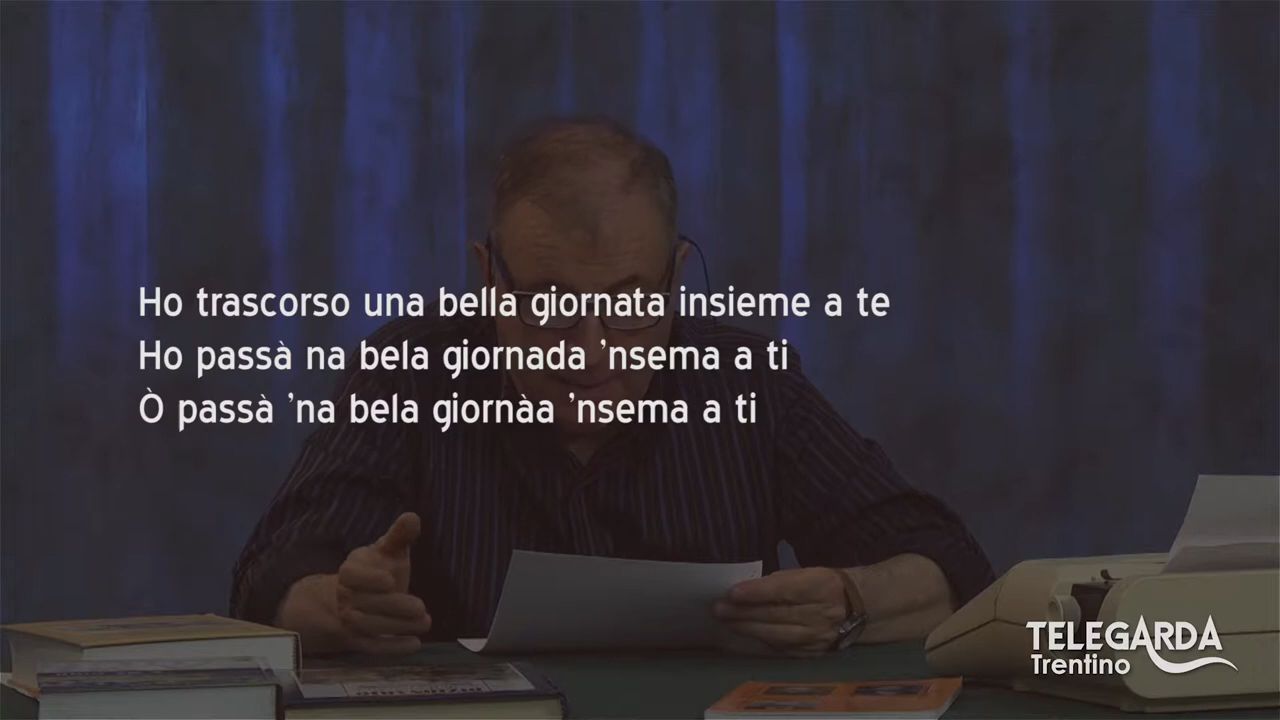 Ho trascorso una bella giornata insieme a te
Ho passà na bela giornada ’nsema a ti
Ò passà ’na bela giornàa ’nsema a ti
TELEGARDA
Trentino